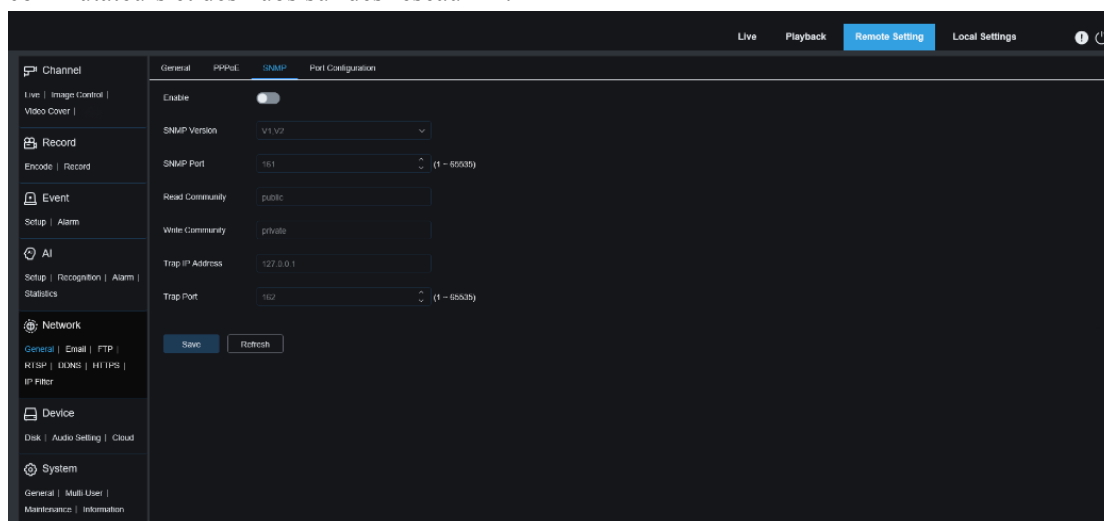 Live Playback Remote Setting Local Settings
Channel
Live | Image Control |
Video Cover |
Record
Encode | Record
Event
Setup | Alarm
AI
Setup | Recognition | Alarm |
Statistics
Network
General | Email | FTP |
RTSP | DDNS | HTTPS |
IP Filter
Device
Disk | Audio Setting | Cloud
System
General | Multi User |
Maintenance | Information
General PPPoE SNMP Port Configuration
Enable
SNMP Version V1,V2
SNMP Port 161 (1 ~ 65535)
Read Community public
Write Community private
Trap IP Address 127.0.0.1
Trap Port 162 (1 ~ 65535)
Save Refresh